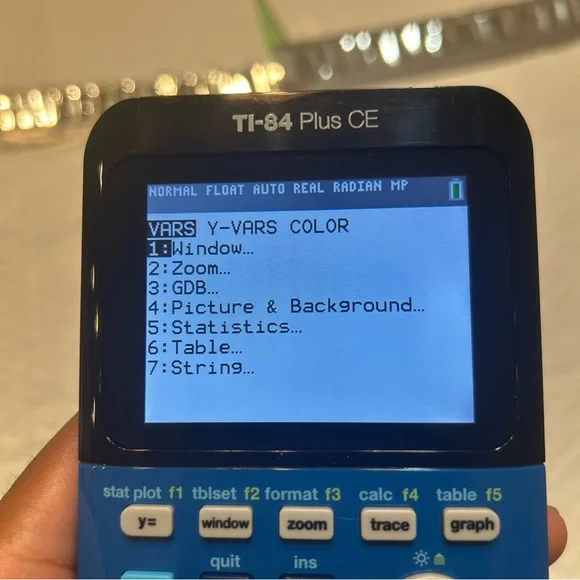 TI-84 Plus CE
NORMAL FLOAT AUTO REAL RADIAN MP
VARS Y-VARS COLOR
1:Window…
2:Zoom…
3:GDB…
4:Picture & Background…
5:Statistics…
6:Table…
7:String…
stat plot f1 tblset f2 format f3 calc f4 table f5
y= window zoom trace graph
quit ins